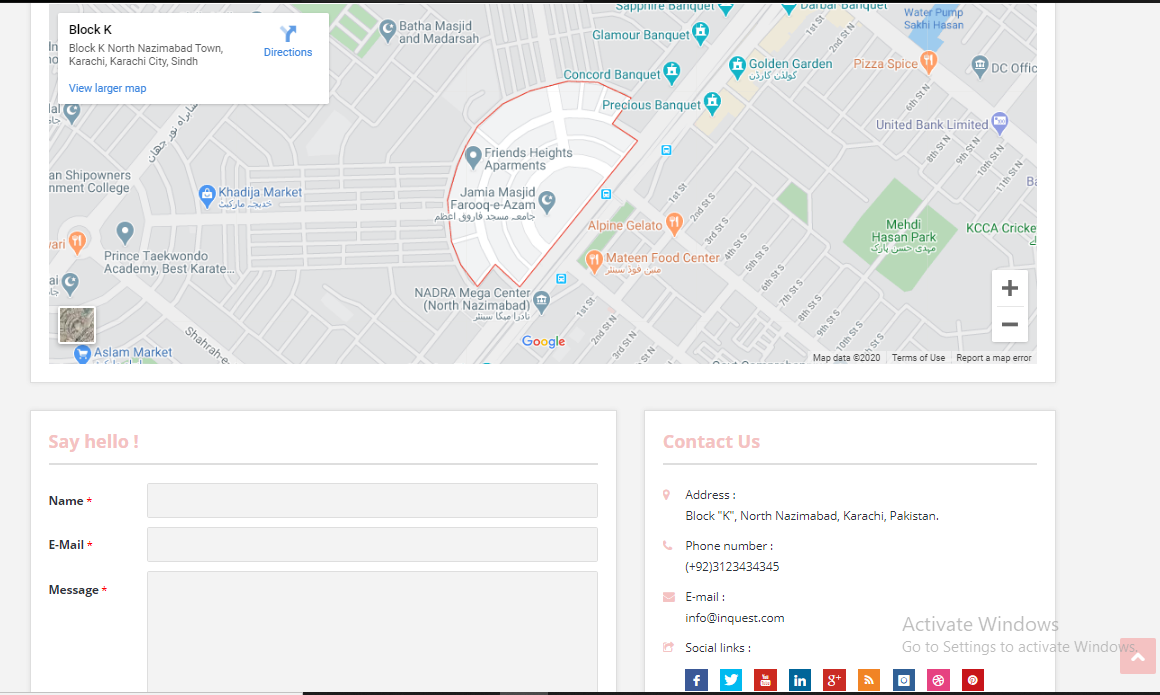 Block K
Block K North Nazimabad Town,
Karachi, Karachi City, Sindh
Directions
View larger map
Batha Masjid
and Madarsah
Sapphire Banquet
Darbar Banquet
Water Pump
Sakhi Hasan
Glamour Banquet
Concord Banquet
Golden Garden
گولڈن گارڈن
Pizza Spice
DC Offic
Precious Banquet
United Bank Limited
1st St
2nd St N
6th St
8th St
9th St
10th St
11th St
شاہراہ نور جہاں
Friends Heights
Aparments
an Shipowners
nment College
Khadija Market
خدیجہ مارکیٹ
Jamia Masjid
Farooq-e-Azam
جامعہ مسجد فاروق اعظم
1st St
2nd St S
3rd St S
4th St S
5th St S
6th St S
7th St S
8th St S
9th St S
10th St S
Alpine Gelato
Mehdi
Hasan Park
مہدی حسن پارک
KCCA Cricke
Prince Taekwondo
Academy, Best Karate...
Mateen Food Center
متین فوڈ سینٹر
NADRA Mega Center
(North Nazimabad)
نادرا میگا سینٹر
1st St
2nd St N
3rd St N
Shahrah-e-
Aslam Market
Google
Map data ©2020
Terms of Use
Report a map error
Say hello !
Name *
E-Mail *
Message *
Contact Us
Address :
Block "K", North Nazimabad, Karachi, Pakistan.
Phone number :
(+92)3123434345
E-mail :
info@inquest.com
Social links :
Activate Windows
Go to Settings to activate Windows.